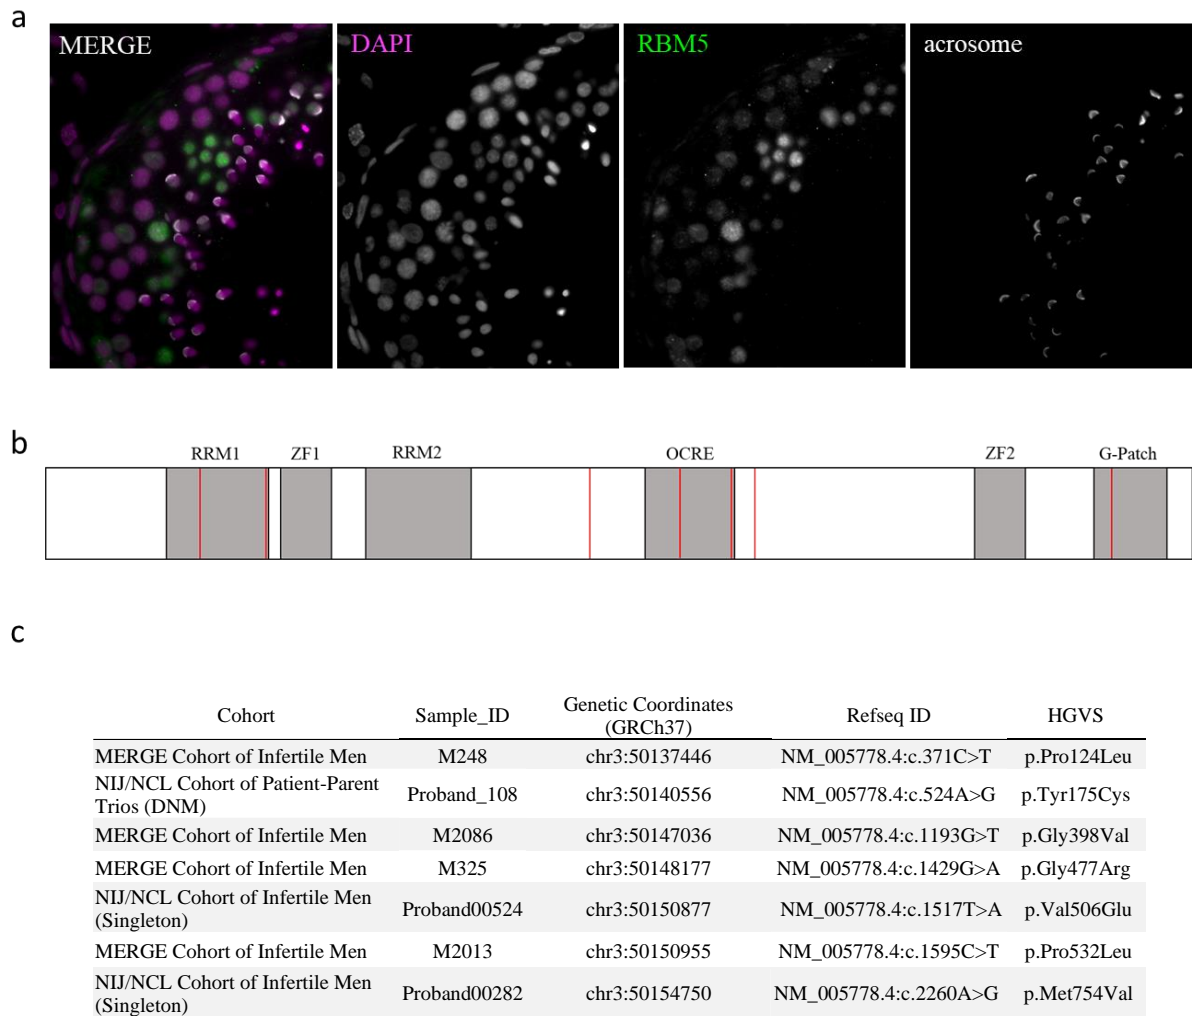 a
MERGE
DAPI
RBM5
acrosome
b
RRM1
ZF1
RRM2
OCRE
ZF2
G-Patch
c
Cohort
Sample_ID
Genetic Coordinates
(GRCh37)
Refseq ID
HGVS
MERGE Cohort of Infertile Men
M248
chr3:50137446
NM_005778.4:c.371C>T
p.Pro124Leu
NIJ/NCL Cohort of Patient-Parent
Trios (DNM)
Proband_108
chr3:50140556
NM_005778.4:c.524A>G
p.Tyr175Cys
MERGE Cohort of Infertile Men
M2086
chr3:50147036
NM_005778.4:c.1193G>T
p.Gly398Val
MERGE Cohort of Infertile Men
M325
chr3:50148177
NM_005778.4:c.1429G>A
p.Gly477Arg
NIJ/NCL Cohort of Infertile Men
(Singleton)
Proband00524
chr3:50150877
NM_005778.4:c.1517T>A
p.Val506Glu
MERGE Cohort of Infertile Men
M2013
chr3:50150955
NM_005778.4:c.1595C>T
p.Pro532Leu
NIJ/NCL Cohort of Infertile Men
(Singleton)
Proband00282
chr3:50154750
NM_005778.4:c.2260A>G
p.Met754Val